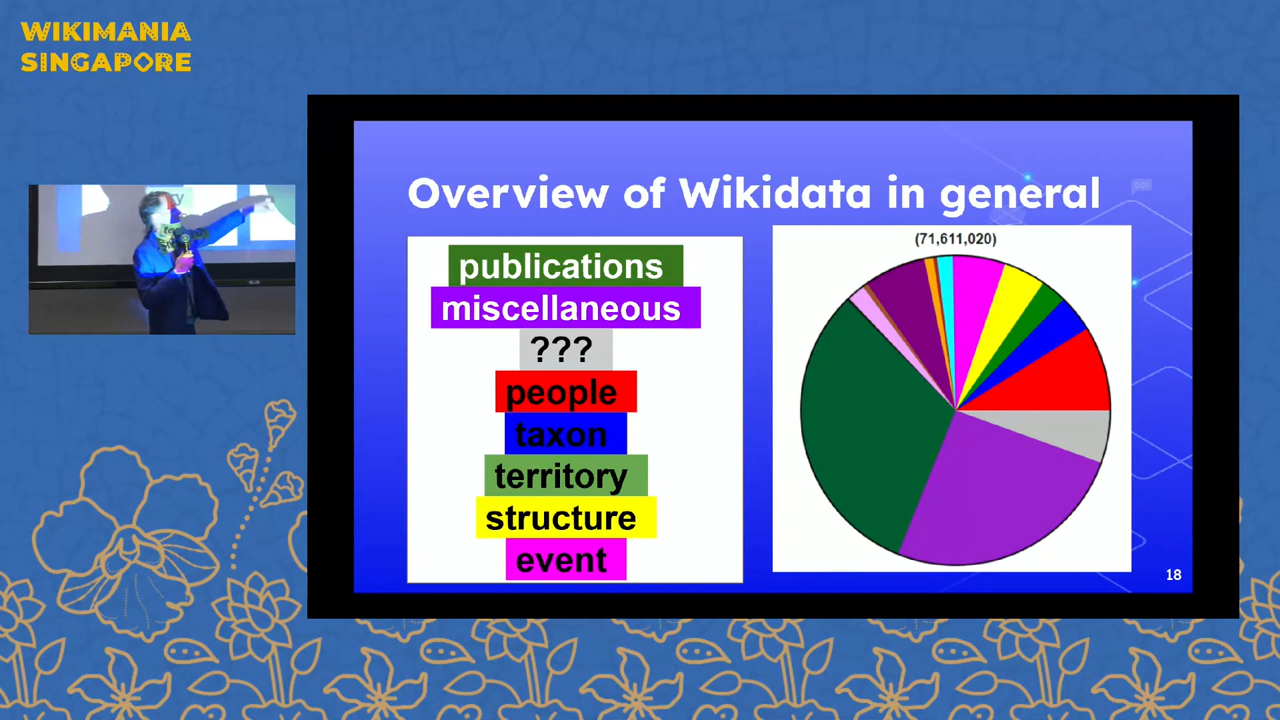 WIKIMANIA
SINGAPORE
Overview of Wikidata in general
publications
miscellaneous
???
people
taxon
territory
structure
event
(71,611,020)
18